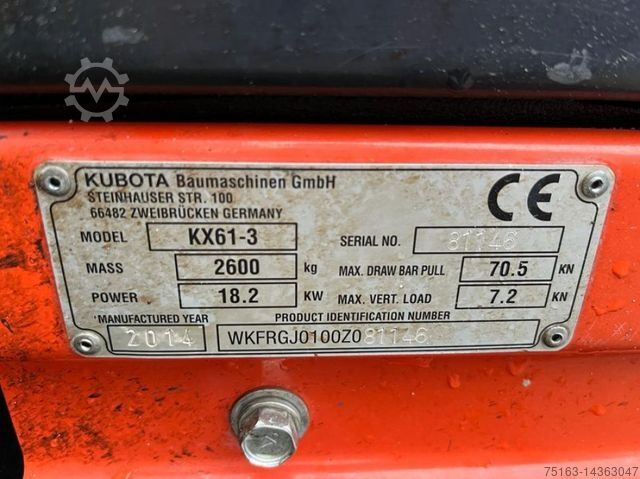 KUBOTA Baumaschinen GmbH
STEINHAUSER STR. 100
66482 ZWEIBRÜCKEN GERMANY
CE
MODEL KX61-3 SERIAL NO. 81146
MASS 2600 kg MAX. DRAW BAR PULL 70.5 KN
POWER 18.2 KW MAX. VERT. LOAD 7.2 KN
*MANUFACTURED YEAR PRODUCT IDENTIFICATION NUMBER
2014 WKFRGJ0100Z081146
75163-14363047